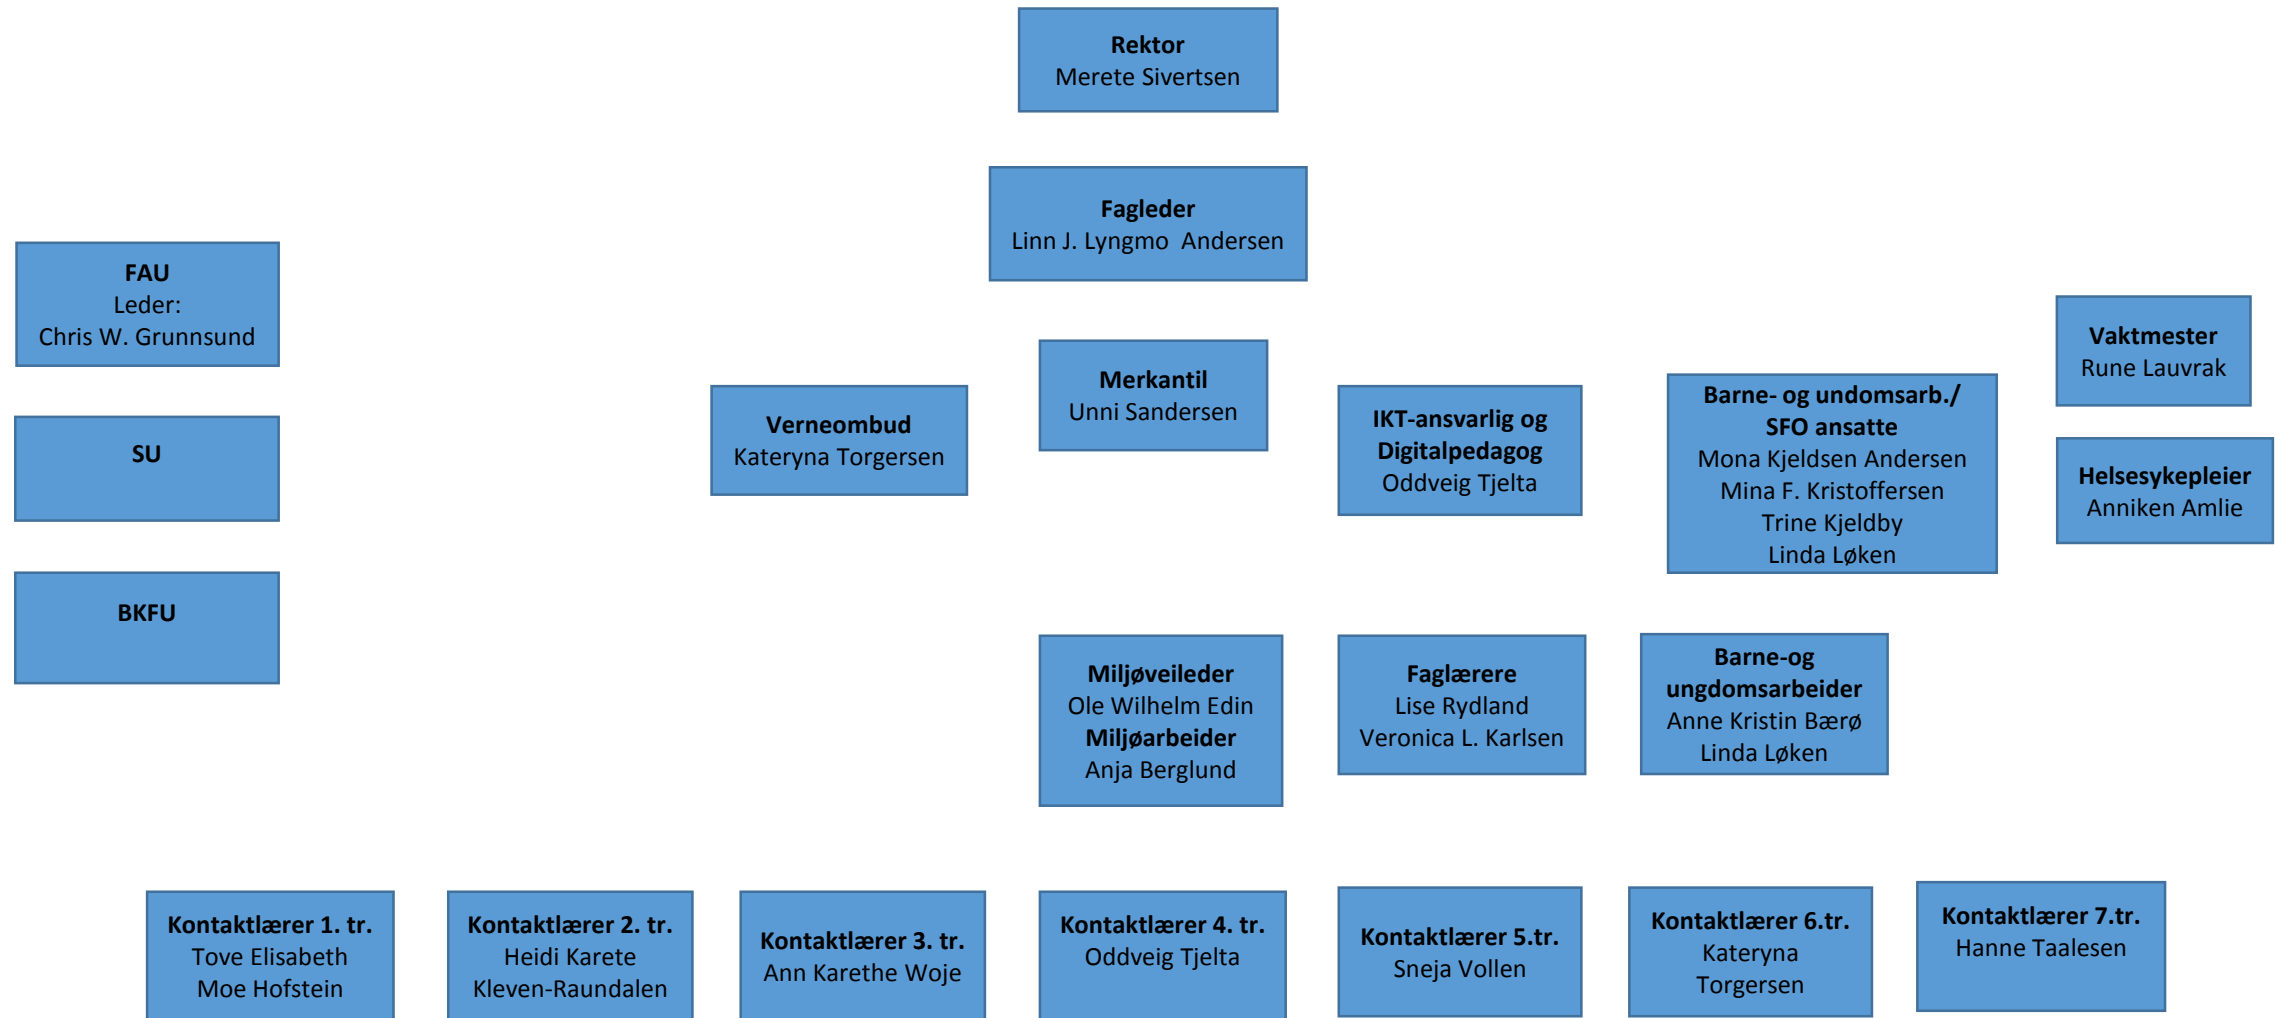 Rektor
Merete Sivertsen
Fagleder
Linn J. Lyngmo  Andersen
FAU
Leder:
Chris W. Grunnsund
SU
BKFU
Verneombud
Kateryna Torgersen
Merkantil
Unni Sandersen
IKT-ansvarlig og
Digitalpedagog
Oddveig Tjelta
Barne- og undomsarb./
SFO ansatte
Mona Kjeldsen Andersen
Mina F. Kristoffersen
Trine Kjeldby
Linda Løken
Vaktmester
Rune Lauvrak
Helsesykepleier
Anniken Amlie
Miljøveileder
Ole Wilhelm Edin
Miljøarbeider
Anja Berglund
Faglærere
Lise Rydland
Veronica L. Karlsen
Barne-og
ungdomsarbeider
Anne Kristin Bærø
Linda Løken
Kontaktlærer 1. tr.
Tove Elisabeth
Moe Hofstein
Kontaktlærer 2. tr.
Heidi Karete
Kleven-Raundalen
Kontaktlærer 3. tr.
Ann Karethe Woje
Kontaktlærer 4. tr.
Oddveig Tjelta
Kontaktlærer 5.tr.
Sneja Vollen
Kontaktlærer 6.tr.
Kateryna
Torgersen
Kontaktlærer 7.tr.
Hanne Taalesen